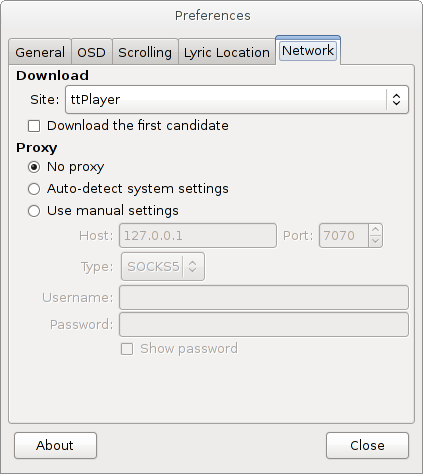 Preferences
General OSD Scrolling Lyric Location Network
Download
Site: ttPlayer
Download the first candidate
Proxy
No proxy
Auto-detect system settings
Use manual settings
Host: 127.0.0.1 Port: 7070
Type: SOCKS5
Username:
Password:
Show password
About Close